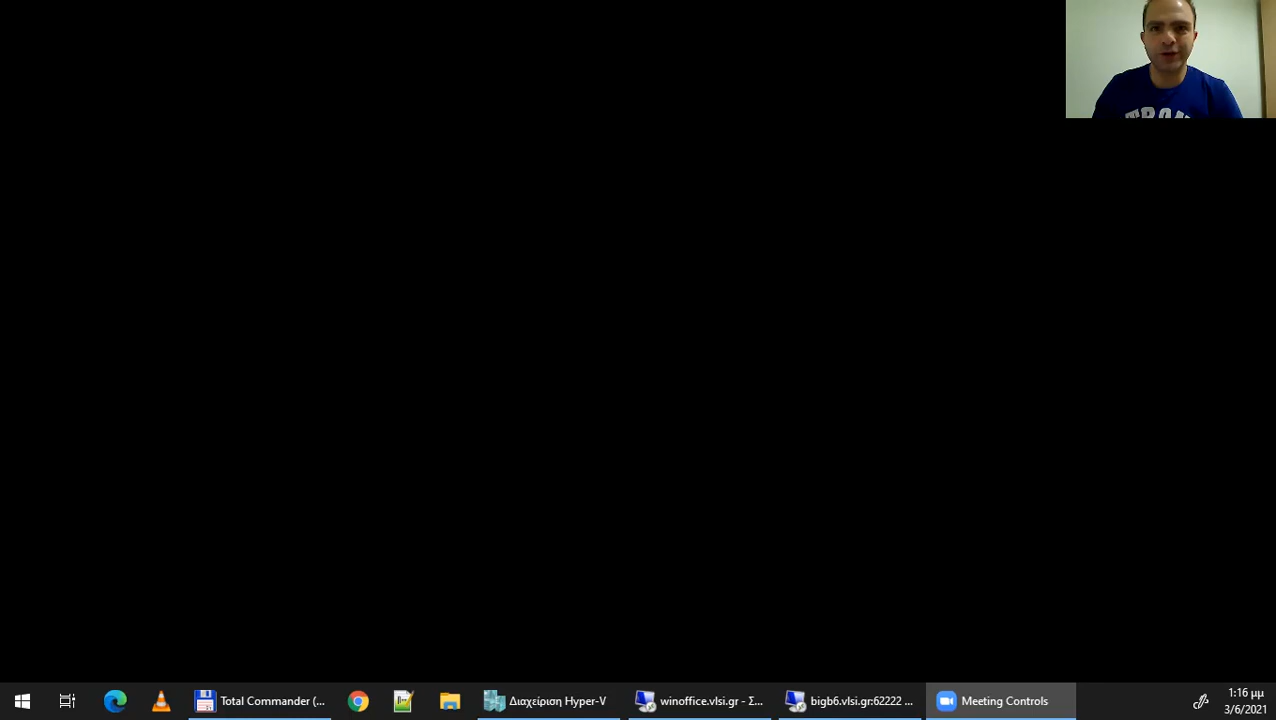 Total Commander (...
Διαχείριση Hyper-V
winoffice.vlsi.gr - Σ...
bigb6.vlsi.gr:62222 ...
Meeting Controls
1:16 μμ
3/6/2021